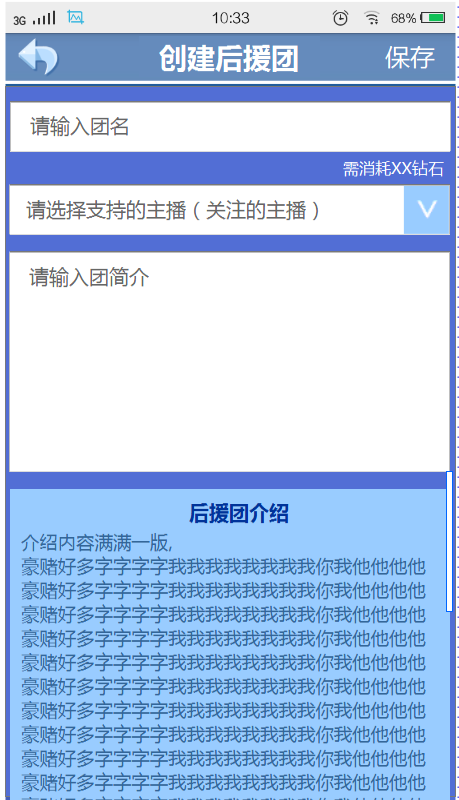 3G 10:33 68%
创建后援团 保存
请输入团名
需消耗XX钻石
请选择支持的主播（关注的主播）
请输入团简介
后援团介绍
介绍内容满满一版,
豪赌好多字字字字我我我我我我我我你我他他他他
豪赌好多字字字字我我我我我我我我你我他他他他
豪赌好多字字字字我我我我我我我我你我他他他他
豪赌好多字字字字我我我我我我我我你我他他他他
豪赌好多字字字字我我我我我我我我你我他他他他
豪赌好多字字字字我我我我我我我我你我他他他他
豪赌好多字字字字我我我我我我我我你我他他他他
豪赌好多字字字字我我我我我我我我你我他他他他
豪赌好多字字字字我我我我我我我我你我他他他他
豪赌好多字字字字我我我我我我我我你我他他他他